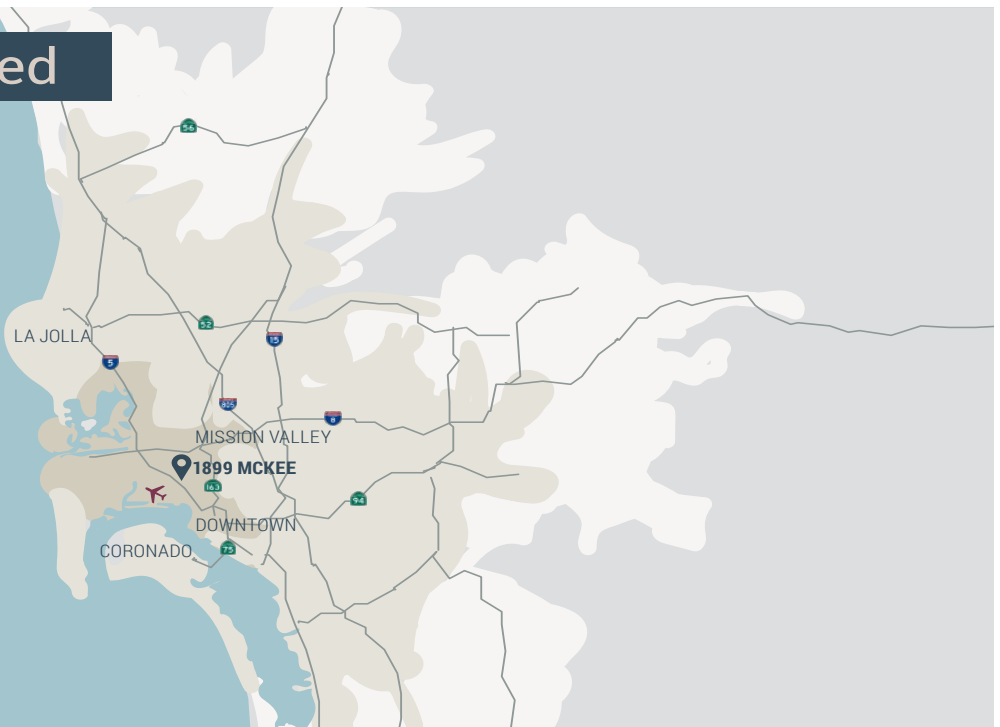 ed
56
LA JOLLA
52
15
5
805
8
MISSION VALLEY
1899 MCKEE
163
94
DOWNTOWN
75
CORONADO